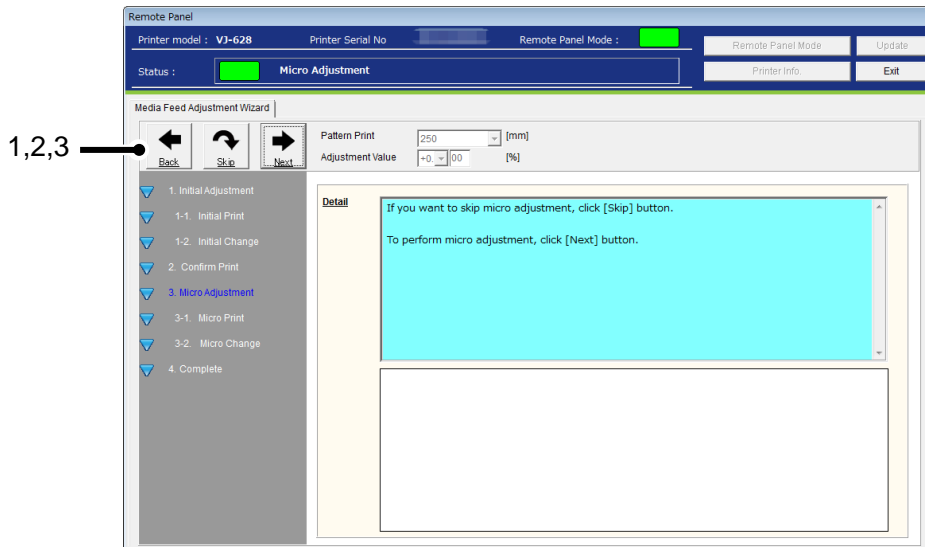 Remote Panel
Printer model : VJ-628 Printer Serial No Remote Panel Mode :
Remote Panel Mode Update
Status : Micro Adjustment
Printer Info. Exit
Media Feed Adjustment Wizard
1,2,3
Back Skip Next
Pattern Print 250 [mm]
Adjustment Value +0. 00 [%]
1. Initial Adjustment
1-1. Initial Print
1-2. Initial Change
2. Confirm Print
3. Micro Adjustment
3-1. Micro Print
3-2. Micro Change
4. Complete
Detail
If you want to skip micro adjustment, click [Skip] button.
To perform micro adjustment, click [Next] button.